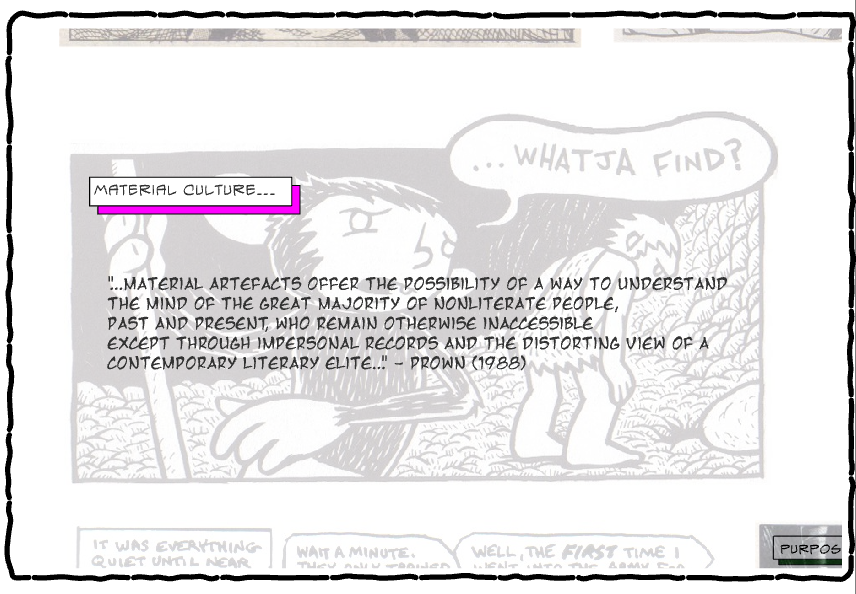 ...WHATJA FIND?
MATERIAL CULTURE...
"...MATERIAL ARTEFACTS OFFER THE POSSIBILITY OF A WAY TO UNDERSTAND
THE MIND OF THE GREAT MAJORITY OF NONLITERATE PEOPLE,
PAST AND PRESENT, WHO REMAIN OTHERWISE INACCESSIBLE
EXCEPT THROUGH IMPERSONAL RECORDS AND THE DISTORTING VIEW OF A
CONTEMPORARY LITERARY ELITE..." – PROWN (1988)
IT WAS EVERYTHING
QUIET UNTIL NEAR
WAIT A MINUTE.
THEY ONLY TRAINED
WELL, THE FIRST TIME I
WENT INTO THE ARMY FOR
PURPOS